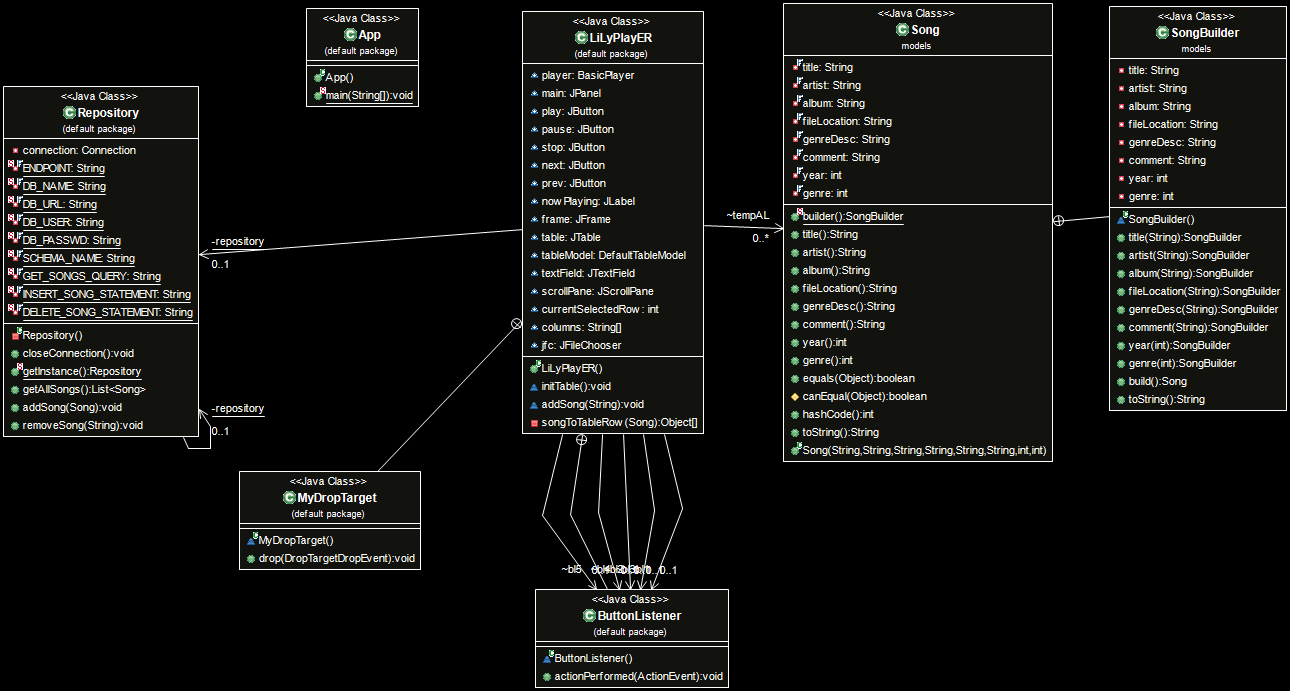 <<Java Class>>
App
(default package)
App()
main(String[]):void
<<Java Class>>
LiLyPlayER
(default package)
player: BasicPlayer
main: JPanel
play: JButton
pause: JButton
stop: JButton
next: JButton
prev: JButton
nowPlaying: JLabel
frame: JFrame
table: JTable
tableModel: DefaultTableModel
textField: JTextField
scrollPane: JScrollPane
currentSelectedRow: int
columns: String[]
jfc: JFileChooser
LiLyPlayER()
initTable():void
addSong(String):void
songToTableRow(Song):Object[]
<<Java Class>>
Song
models
title: String
artist: String
album: String
fileLocation: String
genreDesc: String
comment: String
year: int
genre: int
builder():SongBuilder
title():String
artist():String
album():String
fileLocation():String
genreDesc():String
comment():String
year():int
genre():int
equals(Object):boolean
canEqual(Object):boolean
hashCode():int
toString():String
Song(String,String,String,String,String,String,int,int)
<<Java Class>>
SongBuilder
models
title: String
artist: String
album: String
fileLocation: String
genreDesc: String
comment: String
year: int
genre: int
SongBuilder()
title(String):SongBuilder
artist(String):SongBuilder
album(String):SongBuilder
fileLocation(String):SongBuilder
genreDesc(String):SongBuilder
comment(String):SongBuilder
year(int):SongBuilder
genre(int):SongBuilder
build():Song
toString():String
<<Java Class>>
Repository
(default package)
connection: Connection
ENDPOINT: String
DB_NAME: String
DB_URL: String
DB_USER: String
DB_PASSWD: String
SCHEMA_NAME: String
GET_SONGS_QUERY: String
INSERT_SONG_STATEMENT: String
DELETE_SONG_STATEMENT: String
Repository()
closeConnection():void
getInstance():Repository
getAllSongs():List<Song>
addSong(Song):void
removeSong(String):void
-repository
0..1
-repository
0..1
~tempAL
0..*
<<Java Class>>
MyDropTarget
(default package)
MyDropTarget()
drop(DropTargetDropEvent):void
~bl5
0..1
<<Java Class>>
ButtonListener
(default package)
ButtonListener()
actionPerformed(ActionEvent):void